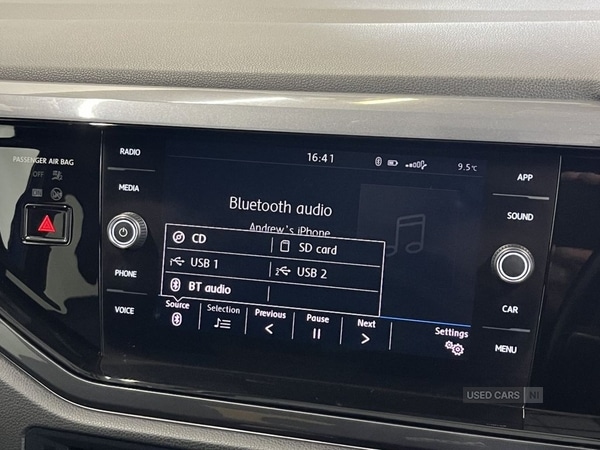 PASSENGER AIR BAG
OFF
ON
RADIO
MEDIA
PHONE
VOICE
16:41
9.5°C
Bluetooth audio
Andrew's iPhone
CD
SD card
USB 1
USB 2
BT audio
Source
Selection
Previous
Pause
Next
Settings
APP
SOUND
CAR
MENU
USED CARS NI